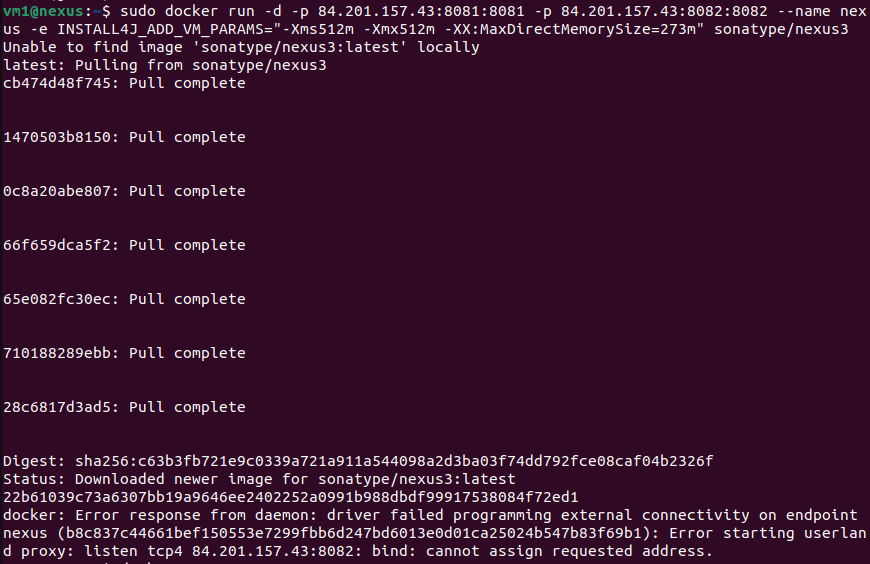 vm1@nexus:~$ sudo docker run -d -p 84.201.157.43:8081:8081 -p 84.201.157.43:8082:8082 --name nex
us -e INSTALL4J_ADD_VM_PARAMS="-Xms512m -Xmx512m -XX:MaxDirectMemorySize=273m" sonatype/nexus3
Unable to find image 'sonatype/nexus3:latest' locally
latest: Pulling from sonatype/nexus3
cb474d48f745: Pull complete
1470503b8150: Pull complete
0c8a20abe807: Pull complete
66f659dca5f2: Pull complete
65e082fc30ec: Pull complete
710188289ebb: Pull complete
28c6817d3ad5: Pull complete
Digest: sha256:c63b3fb721e9c0339a721a911a544098a2d3ba03f74dd792fce08caf04b2326f
Status: Downloaded newer image for sonatype/nexus3:latest
22b61039c73a6307bb19a9646ee2402252a0991b988dbdf99917538084f72ed1
docker: Error response from daemon: driver failed programming external connectivity on endpoint
nexus (b8c837c44661bef150553e7299fbb6d247bd6013e0d01ca25024b547b83f69b1): Error starting userlan
d proxy: listen tcp4 84.201.157.43:8082: bind: cannot assign requested address.